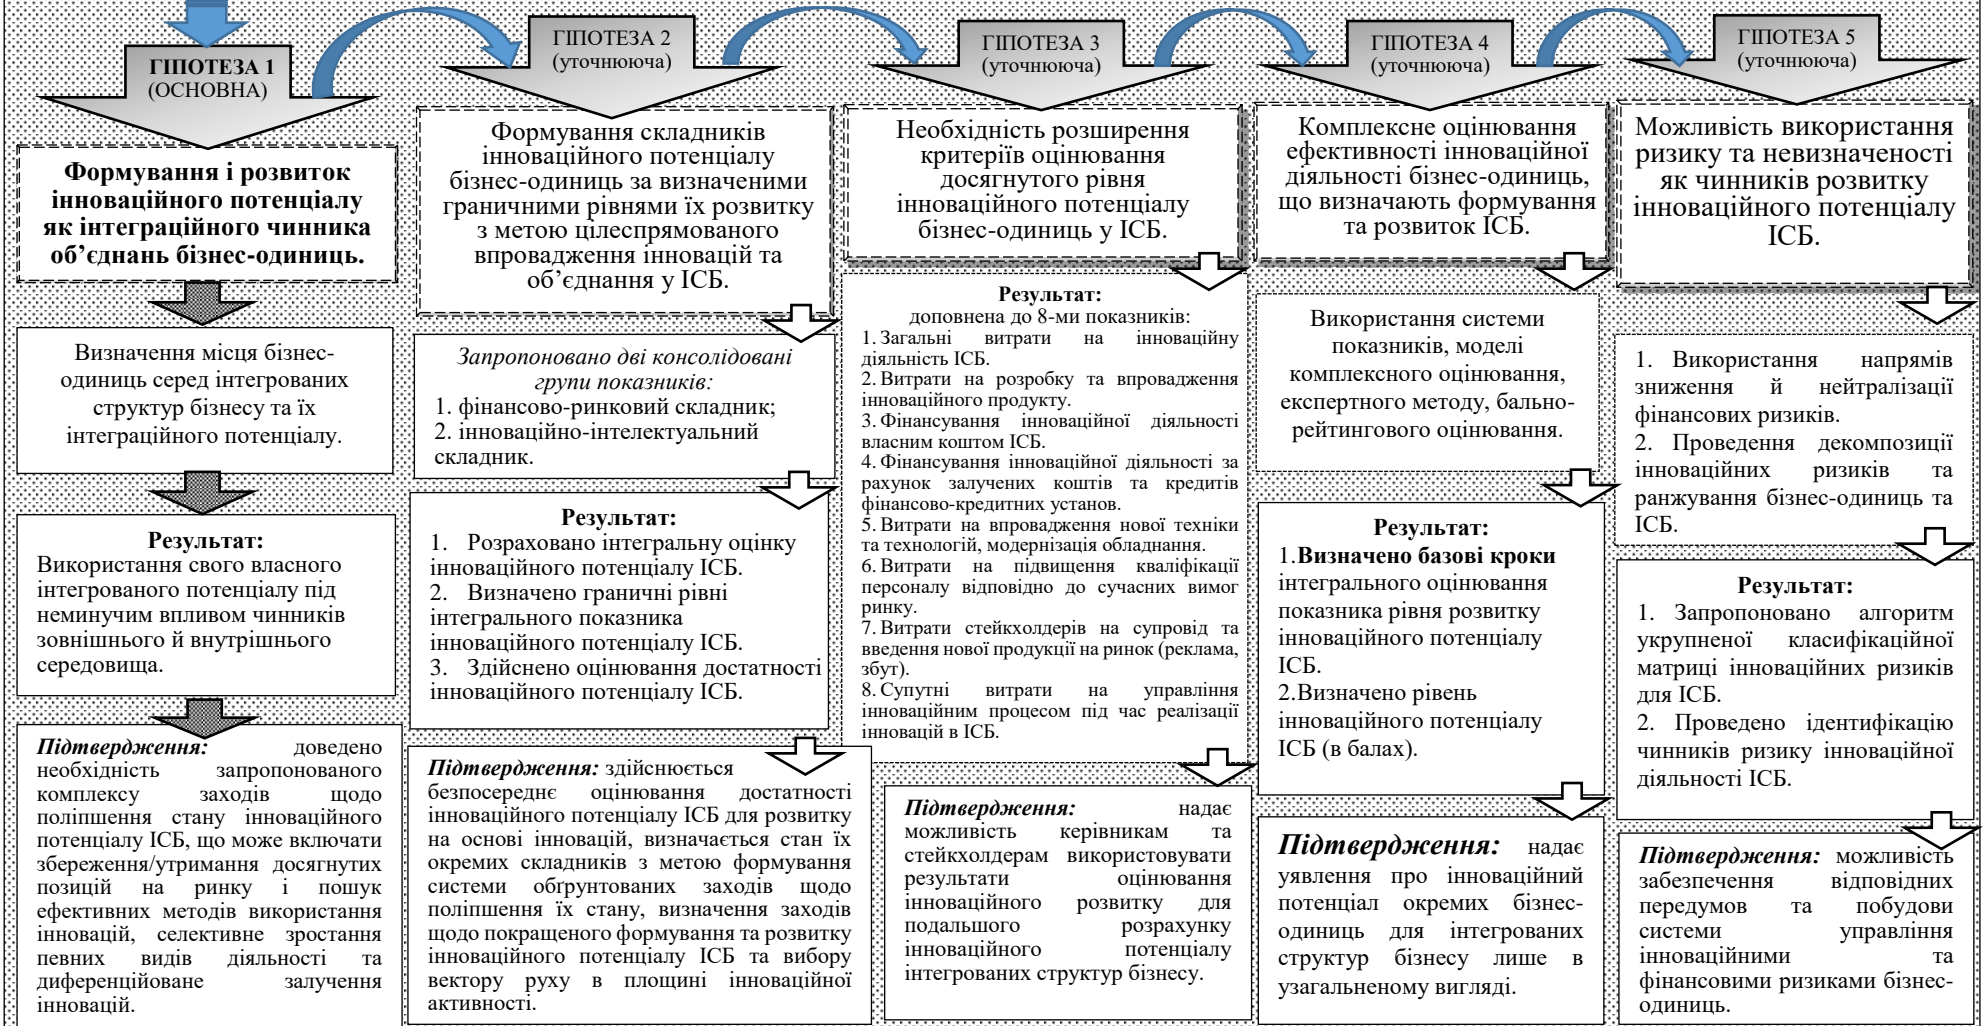 ГІПОТЕЗА 1
(ОСНОВНА)
Формування і розвиток
інноваційного потенціалу
як інтеграційного чинника
об’єднань бізнес-одиниць.
Визначення місця бізнес-
одиниць серед інтегрованих
структур бізнесу та їх
інтеграційного потенціалу.
Результат:
Використання свого власного
інтегрованого потенціалу під
неминучим впливом чинників
зовнішнього й внутрішнього
середовища.
Підтвердження: доведено
необхідність запропонованого
комплексу заходів щодо
поліпшення стану інноваційного
потенціалу ІСБ, що може включати
збереження/утримання досягнутих
позицій на ринку і пошук
ефективних методів використання
інновацій, селективне зростання
певних видів діяльності та
диференційоване залучення
інновацій.
ГІПОТЕЗА 2
(уточнююча)
Формування складників
інноваційного потенціалу
бізнес-одиниць за визначеними
граничними рівнями їх розвитку
з метою цілеспрямованого
впровадження інновацій та
об’єднання у ІСБ.
Запропоновано дві консолідовані
групи показників:
1. фінансово-ринковий складник;
2. інноваційно-інтелектуальний
складник.
Результат:
1. Розраховано інтегральну оцінку
інноваційного потенціалу ІСБ.
2. Визначено граничні рівні
інтегрального показника
інноваційного потенціалу ІСБ.
3. Здійснено оцінювання достатності
інноваційного потенціалу ІСБ.
Підтвердження: здійснюється
безпосереднє оцінювання достатності
інноваційного потенціалу ІСБ для розвитку
на основі інновацій, визначається стан їх
окремих складників з метою формування
системи обґрунтованих заходів щодо
поліпшення їх стану, визначення заходів
щодо покращеного формування та розвитку
інноваційного потенціалу ІСБ та вибору
вектору руху в площині інноваційної
активності.
ГІПОТЕЗА 3
(уточнююча)
Необхідність розширення
критеріїв оцінювання
досягнутого рівня
інноваційного потенціалу
бізнес-одиниць у ІСБ.
Результат:
доповнена до 8-ми показників:
1. Загальні витрати на інноваційну
діяльність ІСБ.
2. Витрати на розробку та впровадження
інноваційного продукту.
3. Фінансування інноваційної діяльності
власним коштом ІСБ.
4. Фінансування інноваційної діяльності за
рахунок залучених коштів та кредитів
фінансово-кредитних установ.
5. Витрати на впровадження нової техніки
та технологій, модернізація обладнання.
6. Витрати на підвищення кваліфікації
персоналу відповідно до сучасних вимог
ринку.
7. Витрати стейкхолдерів на супровід та
введення нової продукції на ринок (реклама,
збут).
8. Супутні витрати на управління
інноваційним процесом під час реалізації
інновацій в ІСБ.
Підтвердження: надає
можливість керівникам та
стейкхолдерам використовувати
результати оцінювання
інноваційного розвитку для
подальшого розрахунку
інноваційного потенціалу
інтегрованих структур бізнесу.
ГІПОТЕЗА 4
(уточнююча)
Комплексне оцінювання
ефективності інноваційної
діяльності бізнес-одиниць,
що визначають формування
та розвиток ІСБ.
Використання системи
показників, моделі
комплексного оцінювання,
експертного методу, бально-
рейтингового оцінювання.
Результат:
1.Визначено базові кроки
інтегрального оцінювання
показника рівня розвитку
інноваційного потенціалу
ІСБ.
2.Визначено рівень
інноваційного потенціалу
ІСБ (в балах).
Підтвердження: надає
уявлення про інноваційний
потенціал окремих бізнес-
одиниць для інтегрованих
структур бізнесу лише в
узагальненому вигляді.
ГІПОТЕЗА 5
(уточнююча)
Можливість використання
ризику та невизначеності
як чинників розвитку
інноваційного потенціалу
ІСБ.
1. Використання напрямів
зниження й нейтралізації
фінансових ризиків.
2. Проведення декомпозиції
інноваційних ризиків та
ранжування бізнес-одиниць та
ІСБ.
Результат:
1. Запропоновано алгоритм
укрупненої класифікаційної
матриці інноваційних ризиків
для ІСБ.
2. Проведено ідентифікацію
чинників ризику інноваційної
діяльності ІСБ.
Підтвердження: можливість
забезпечення відповідних
передумов та побудови
системи управління
інноваційними та
фінансовими ризиками бізнес-
одиниць.